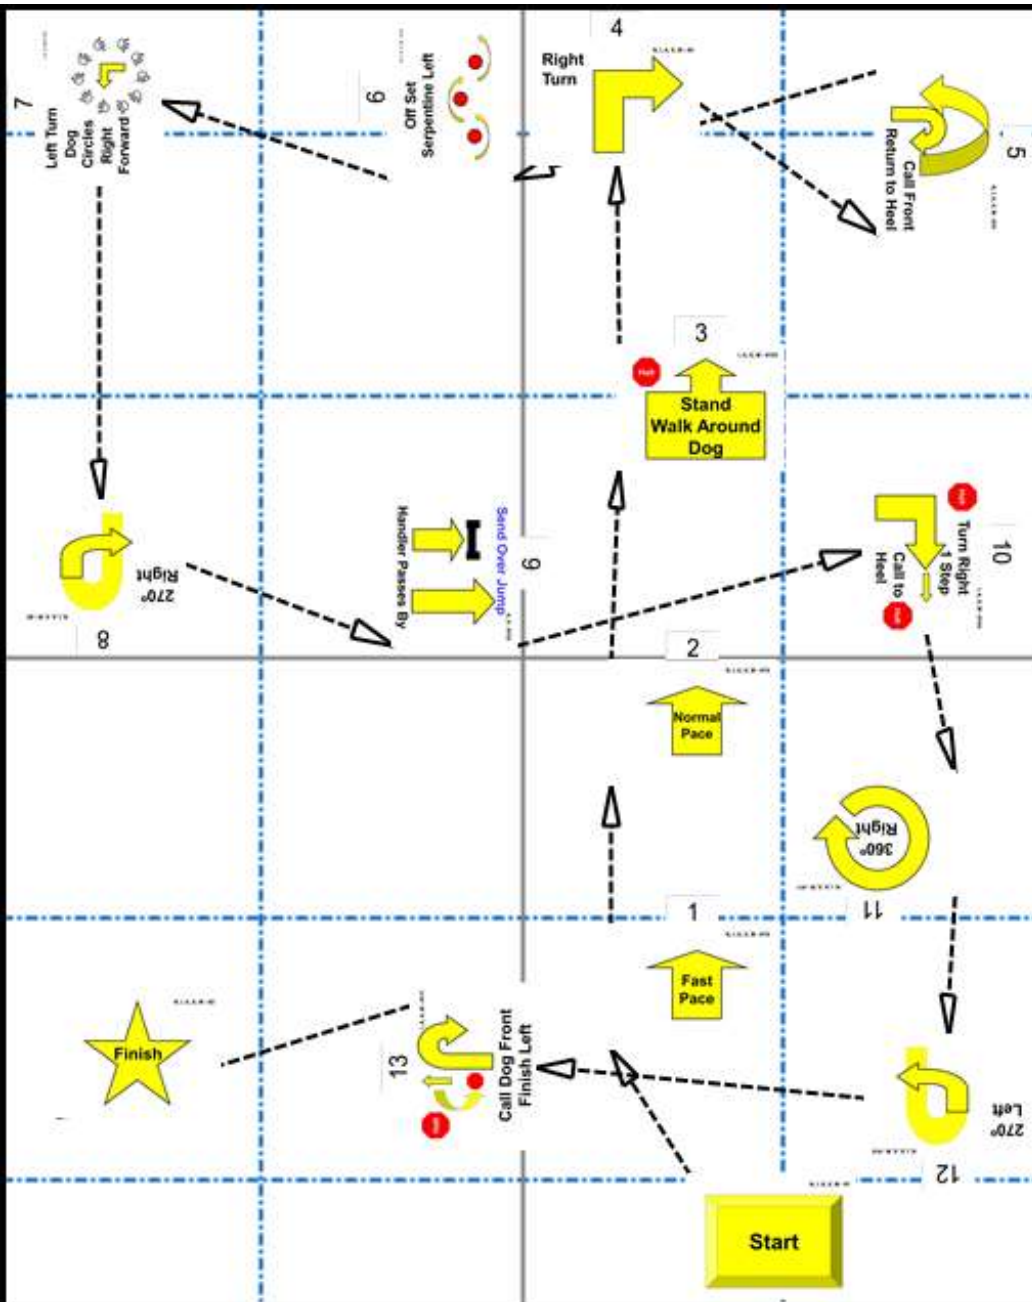 4
Right
Turn
5
Call Front
Return to Heel
6
Off Set
Serpentine Left
7
Left Turn
Dog
Circles
Right
Forward
3
Halt
Stand
Walk Around
Dog
270°
Right
8
9
Send Over Jump
Handler Passes By
10
Halt
Turn Right
1 Step
Call to
Heel
Halt
2
Normal
Pace
360°
Right
11
1
Fast
Pace
270°
Left
12
13
Call Dog Front
Finish Left
Finish
Start